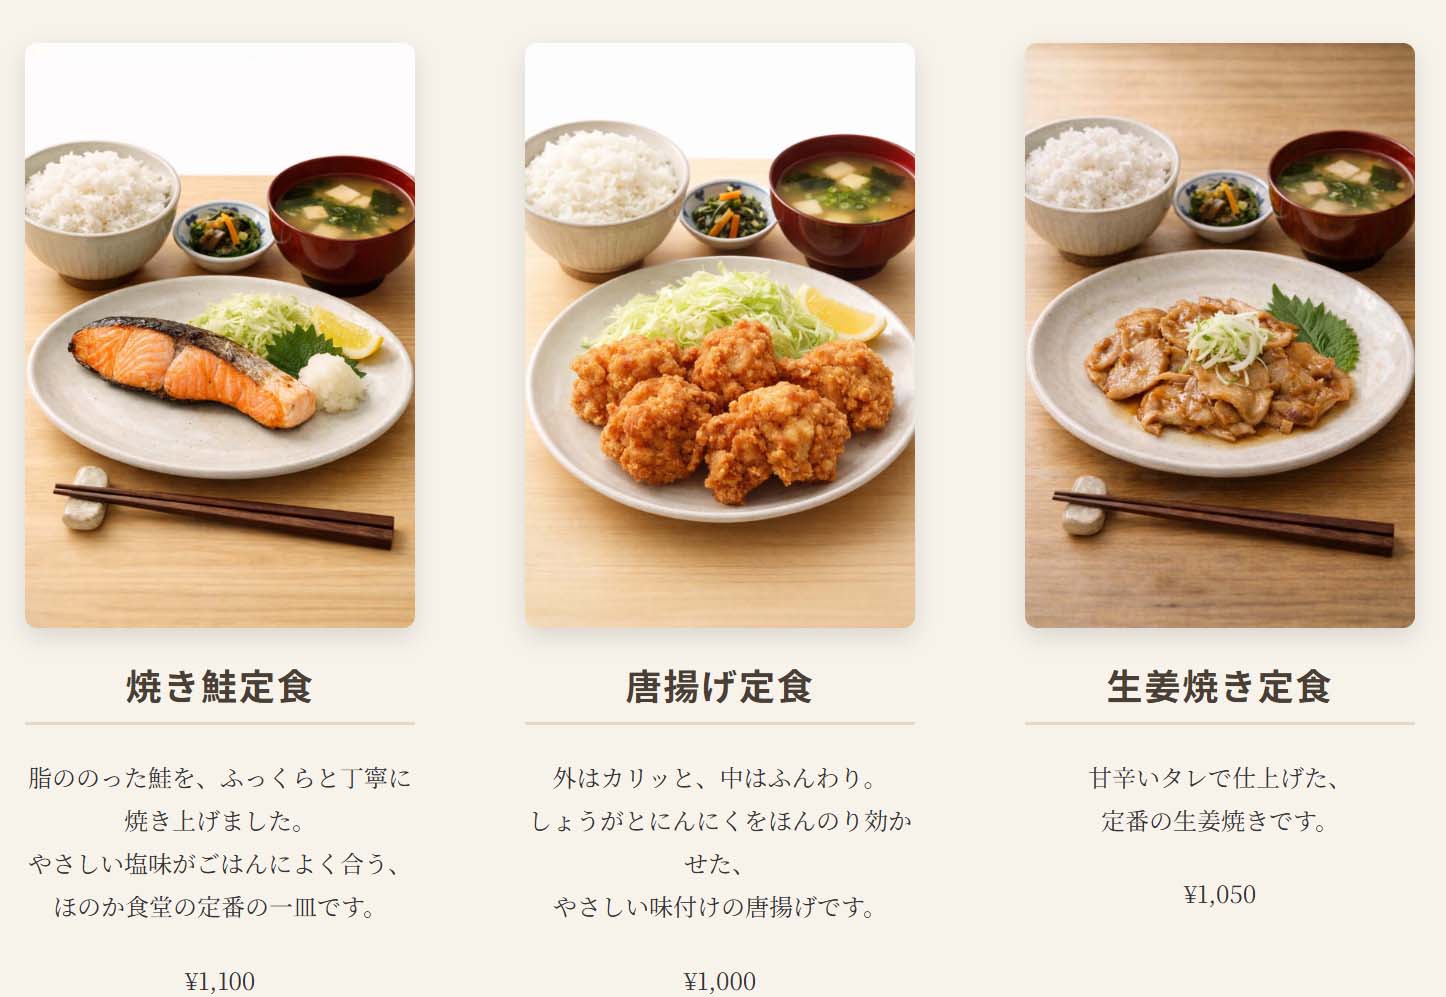 焼き鮭定食
脂ののった鮭を、ふっくらと丁寧に
焼き上げました。
やさしい塩味がごはんによく合う、
ほのか食堂の定番の一皿です。
¥1,100
唐揚げ定食
外はカリッと、中はふんわり。
しょうがとにんにくをほんのり効か
せた、
やさしい味付けの唐揚げです。
¥1,000
生姜焼き定食
甘辛いタレで仕上げた、
定番の生姜焼きです。
¥1,050